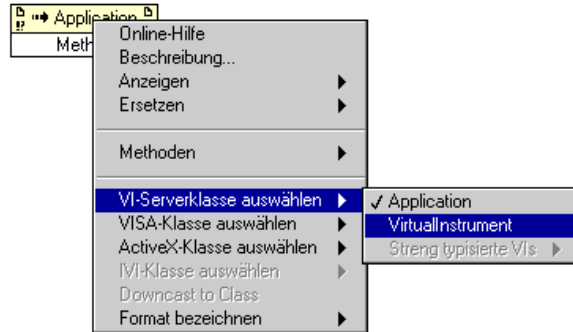 Application
Meth
Online-Hilfe
Beschreibung...
Anzeigen
Ersetzen
Methoden
VI-Serverklasse auswählen
✓ Application
VISA-Klasse auswählen
VirtualInstrument
ActiveX-Klasse auswählen
Streng typisierte VIs
IVI-Klasse auswählen
Downcast to Class
Format bezeichnen